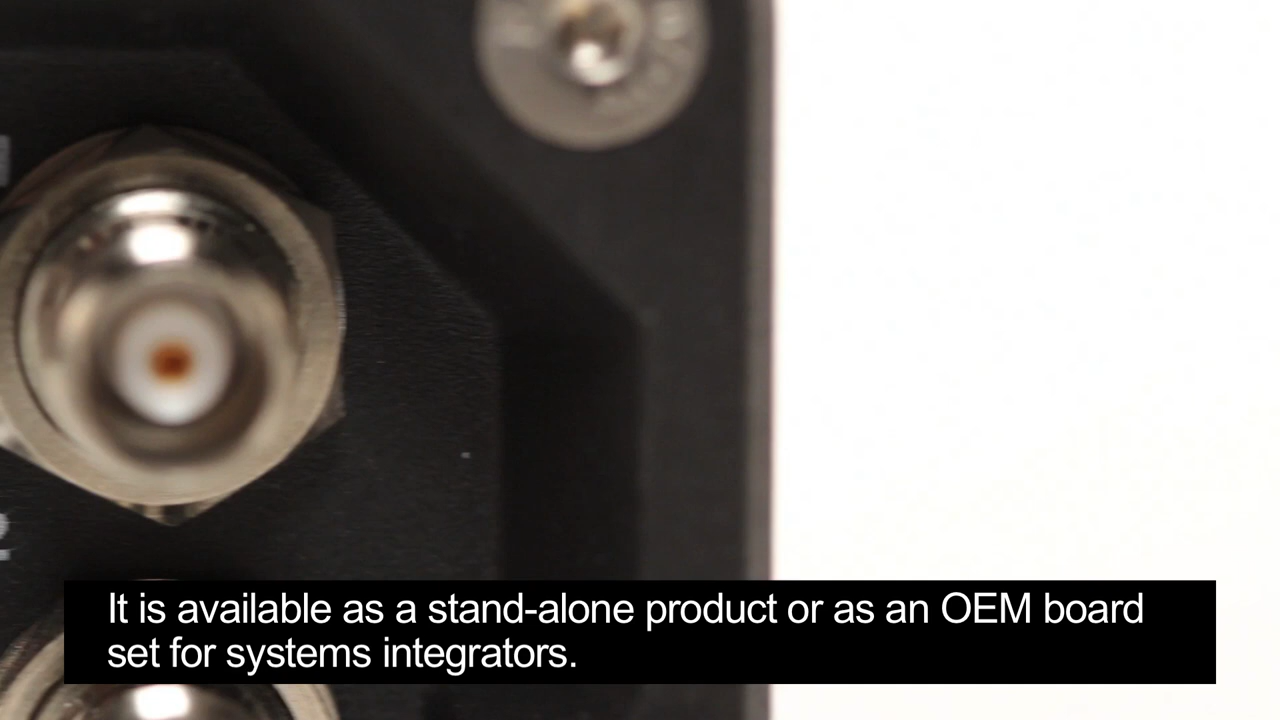 It is available as a stand-alone product or as an OEM board
set for systems integrators.